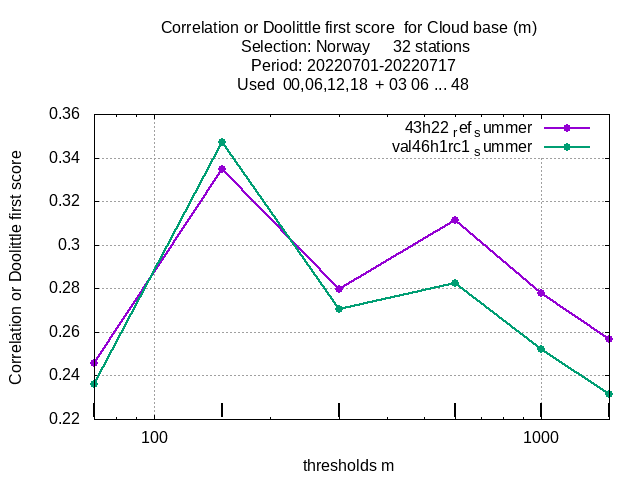 Correlation or Doolittle first score  for Cloud base (m)
Selection: Norway     32 stations
Period: 20220701-20220717
Used  00,06,12,18  + 03 06 ... 48
0.36
0.34
0.32
0.3
0.28
0.26
0.24
0.22
Correlation or Doolittle first score
43h22 ref summer
val46h1rc1 summer
100
1000
thresholds m